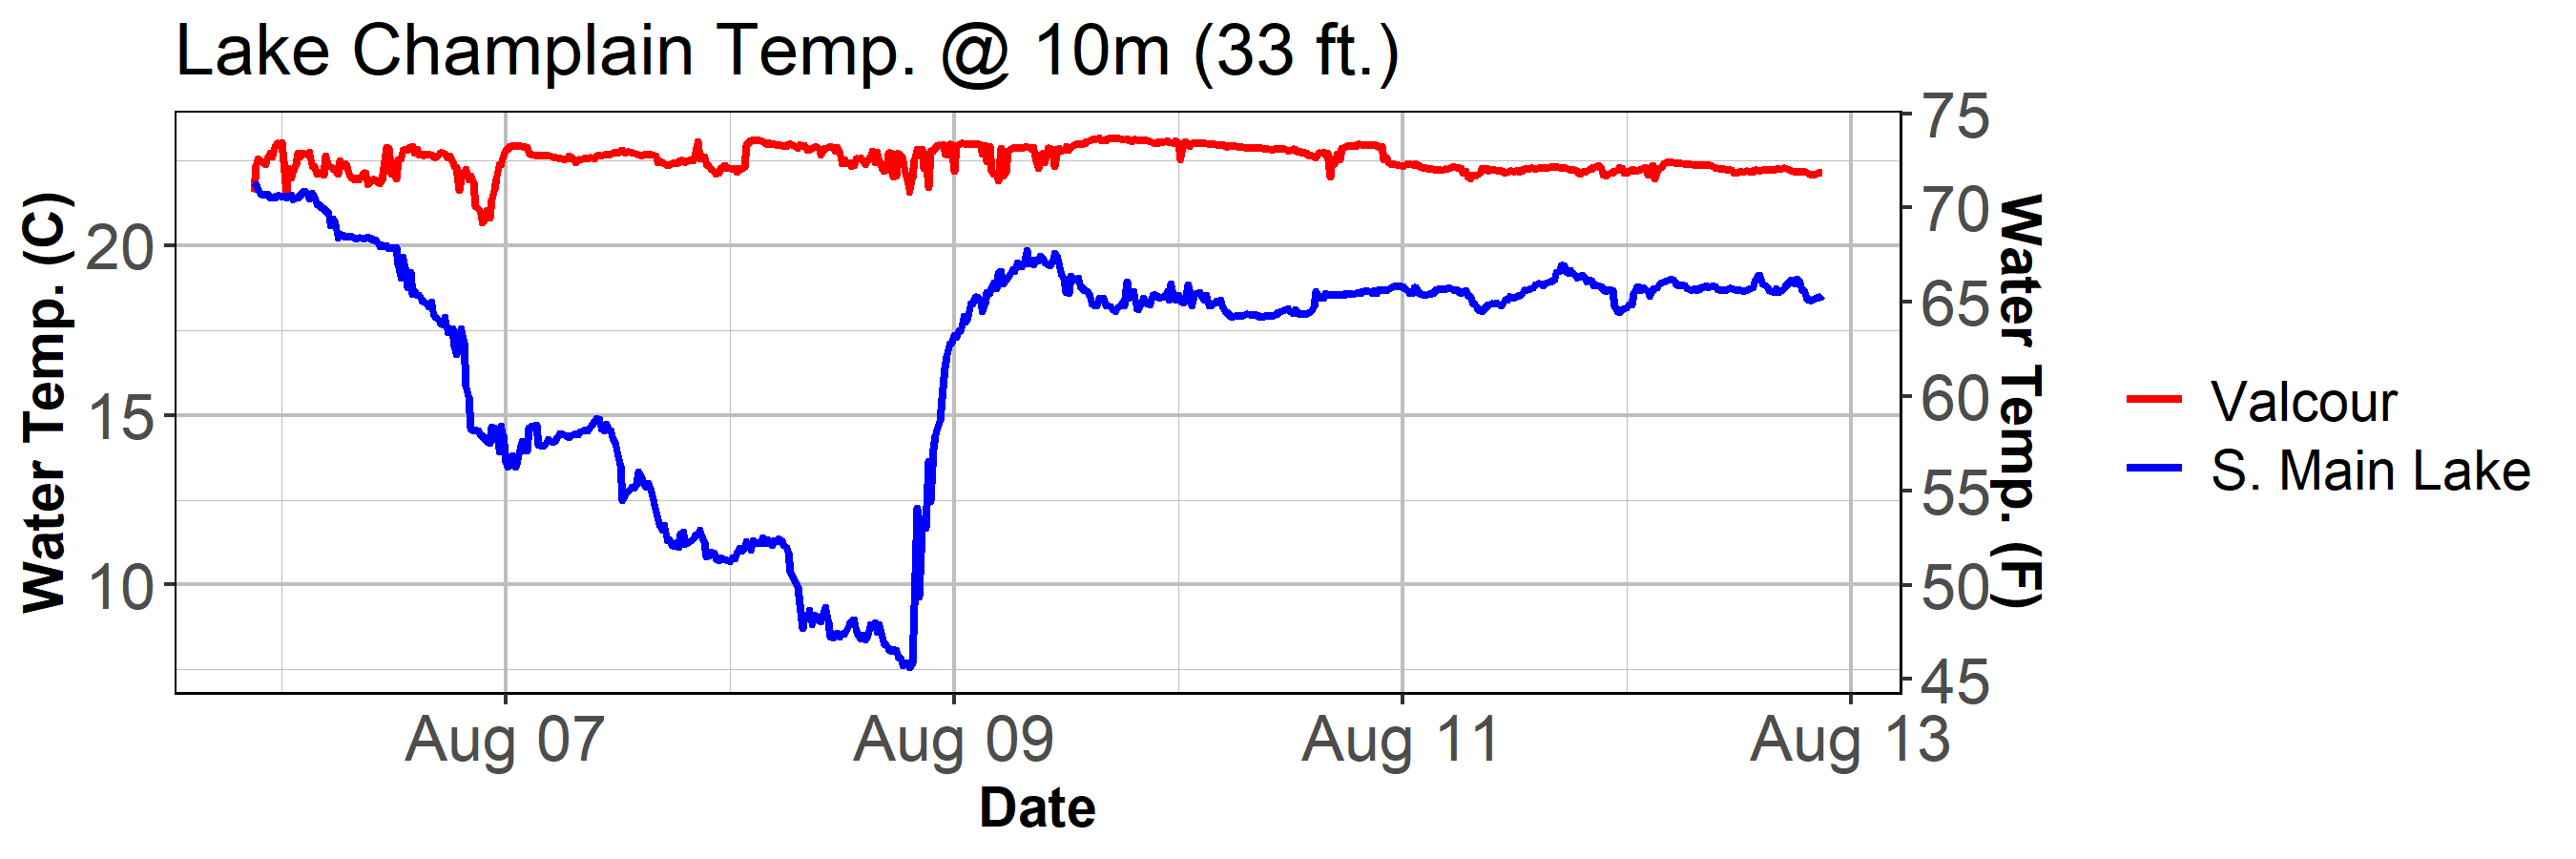 Lake Champlain Temp. @ 10m (33 ft.)
Water Temp. (C)
20
15
10
75
70
65
60
55
50
45
Water Temp. (F)
Aug 07
Aug 09
Aug 11
Aug 13
Date
Valcour
S. Main Lake